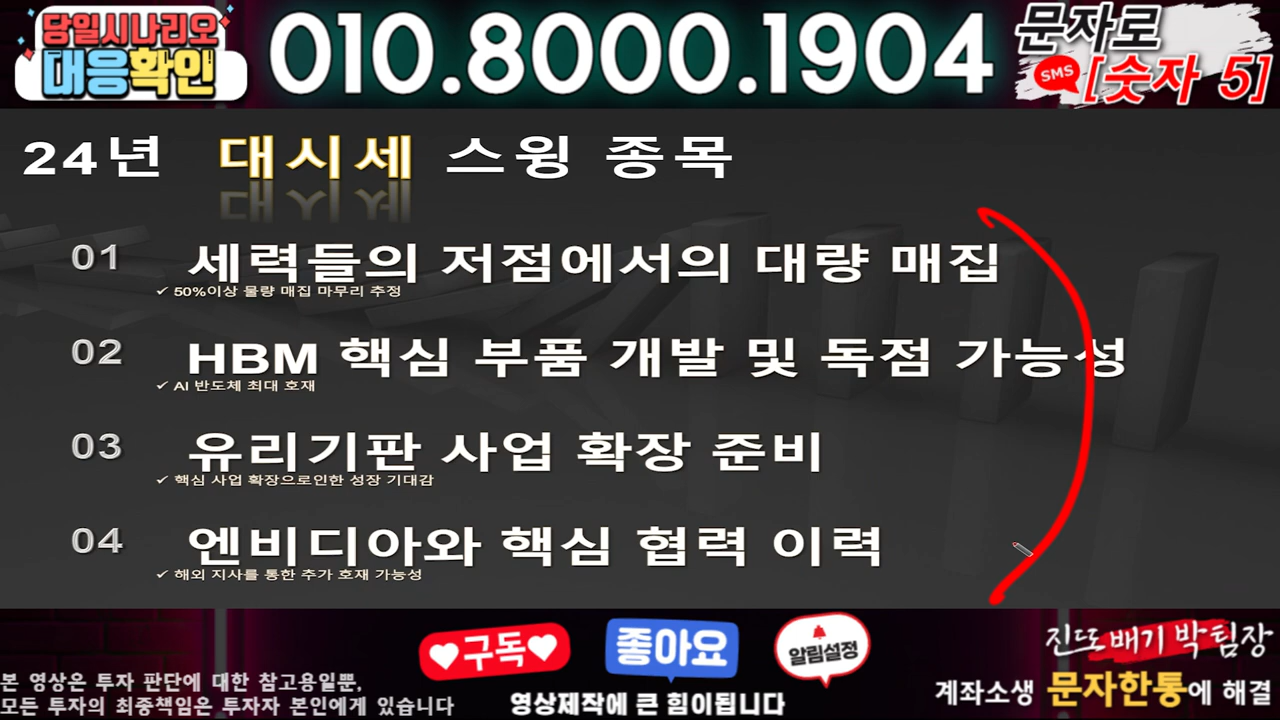 당일시나리오
대응확인
010.8000.1904
문자로
SMS [숫자 5]
24년 대시세 스윙 종목
01 세력들의 저점에서의 대량 매집
✓ 50%이상 물량 매집 마무리 추정
02 HBM 핵심 부품 개발 및 독점 가능성
✓ AI 반도체 최대 호재
03 유리기판 사업 확장 준비
✓ 핵심 사업 확장으로인한 성장 기대감
04 엔비디아와 핵심 협력 이력
✓ 해외 지사를 통한 추가 호재 가능성
구독
좋아요
알림설정
진또배기 박팀장
본 영상은 투자 판단에 대한 참고용일뿐,
모든 투자의 최종책임은 투자자 본인에게 있습니다
영상제작에 큰 힘이됩니다
계좌소생 문자한통에 해결